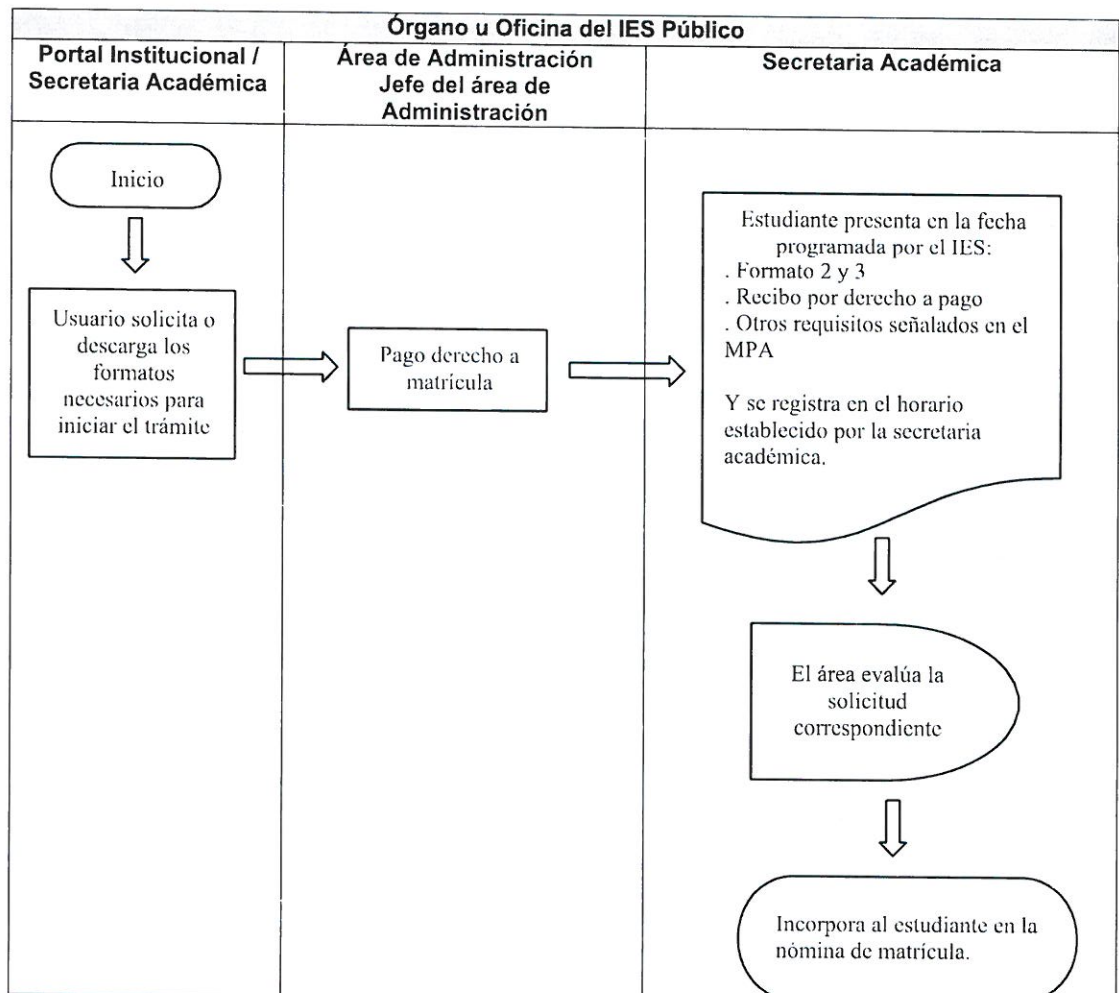 Órgano u Oficina del IES Público
Portal Institucional /
Secretaria Académica
Área de Administración
Jefe del área de
Administración
Secretaria Académica
Inicio
Usuario solicita o
descarga los
formatos
necesarios para
iniciar el trámite
Pago derecho a
matrícula
Estudiante presenta en la fecha
programada por el IES:
. Formato 2 y 3
. Recibo por derecho a pago
. Otros requisitos señalados en el
MPA
Y se registra en el horario
establecido por la secretaria
académica.
El área evalúa la
solicitud
correspondiente
Incorpora al estudiante en la
nómina de matrícula.